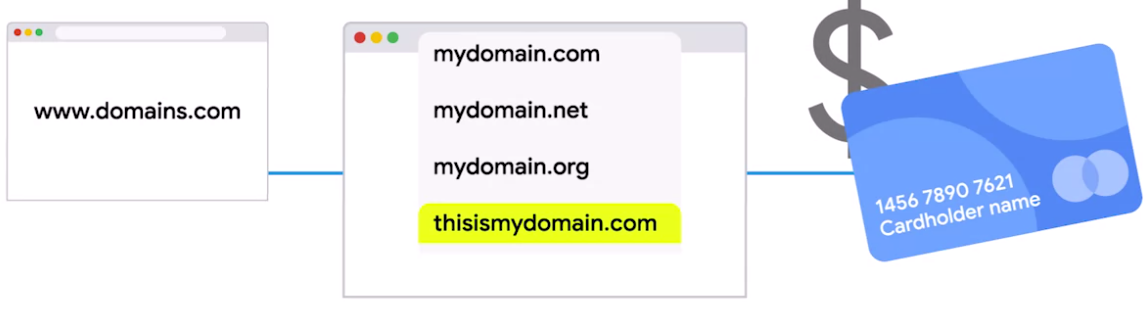 www.domains.com
mydomain.com
mydomain.net
mydomain.org
thisismydomain.com
$
1456 7890 7621
Cardholder name